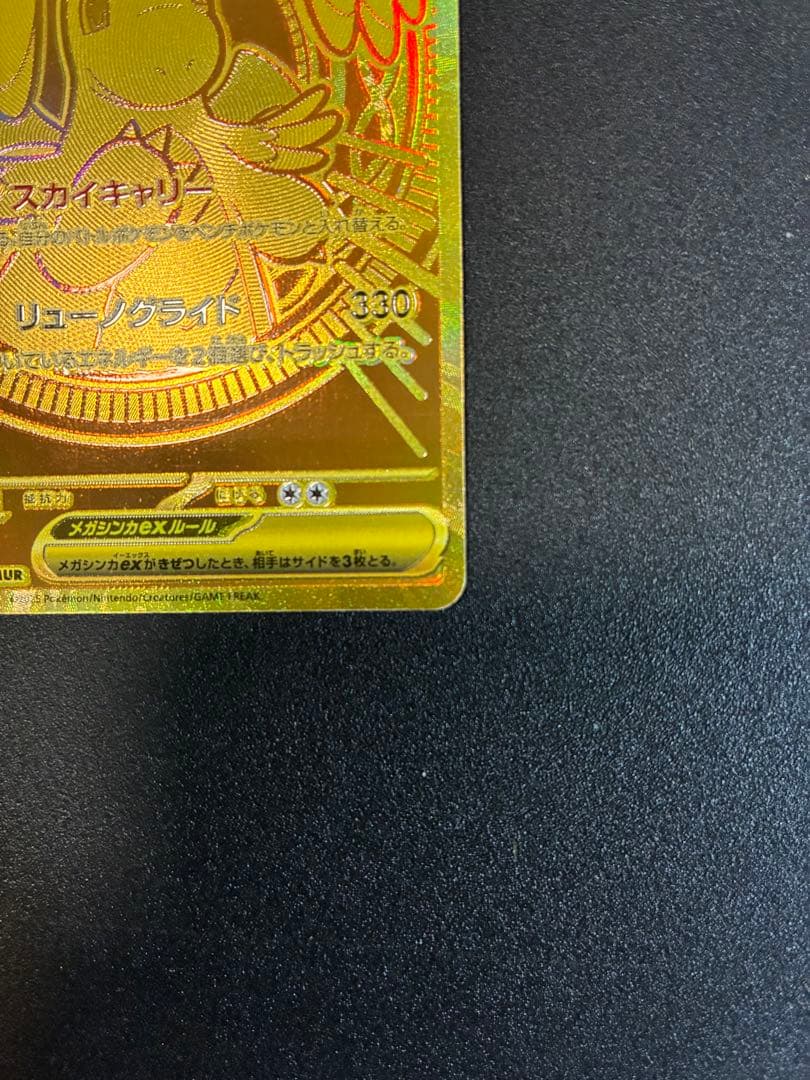 スカイキャリー
、自分のバトルポケモンをベンチポケモンと入れ替える。
リューノグライド 330
ついているエネルギーを2個選び、トラッシュする。
抵抗力 にげる
メガシンカexルール
メガシンカexがきぜつしたとき、相手はサイドを3枚とる。
MUR
©2025 Pokémon/Nintendo/Creatures/GAME FREAK